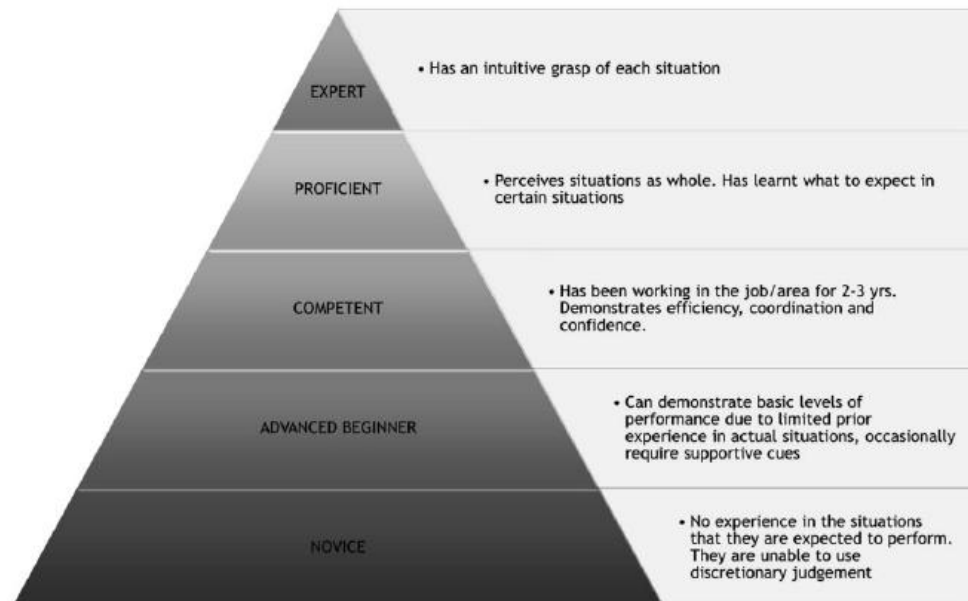 EXPERT
• Has an intuitive grasp of each situation
PROFICIENT
• Perceives situations as whole. Has learnt what to expect in
certain situations
COMPETENT
• Has been working in the job/area for 2-3 yrs.
Demonstrates efficiency, coordination and
confidence.
ADVANCED BEGINNER
• Can demonstrate basic levels of
performance due to limited prior
experience in actual situations, occasionally
require supportive cues
NOVICE
• No experience in the situations
that they are expected to perform.
They are unable to use
discretionary judgement